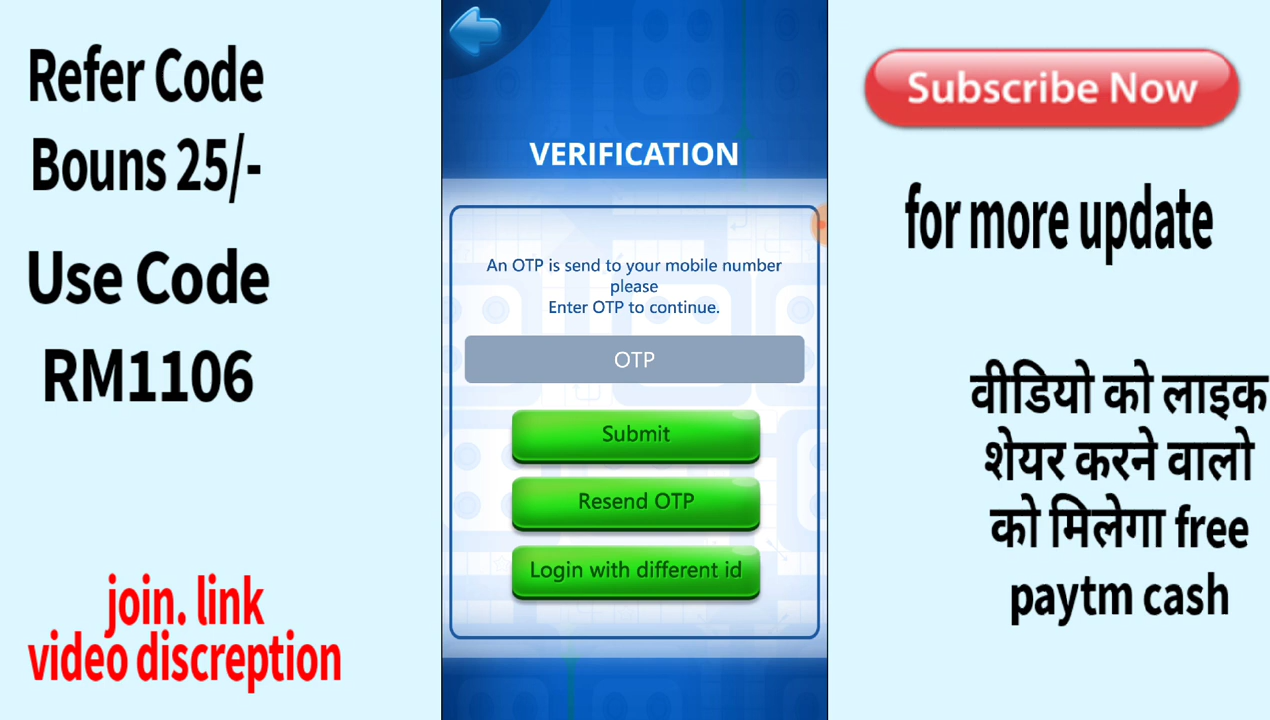 Refer Code
Bouns 25/-
Use Code
RM1106
join. link
video discreption
VERIFICATION
An OTP is send to your mobile number
please
Enter OTP to continue.
OTP
Submit
Resend OTP
Login with different id
Subscribe Now
for more update
वीडियो को लाइक
शेयर करने वालो
को मिलेगा free
paytm cash